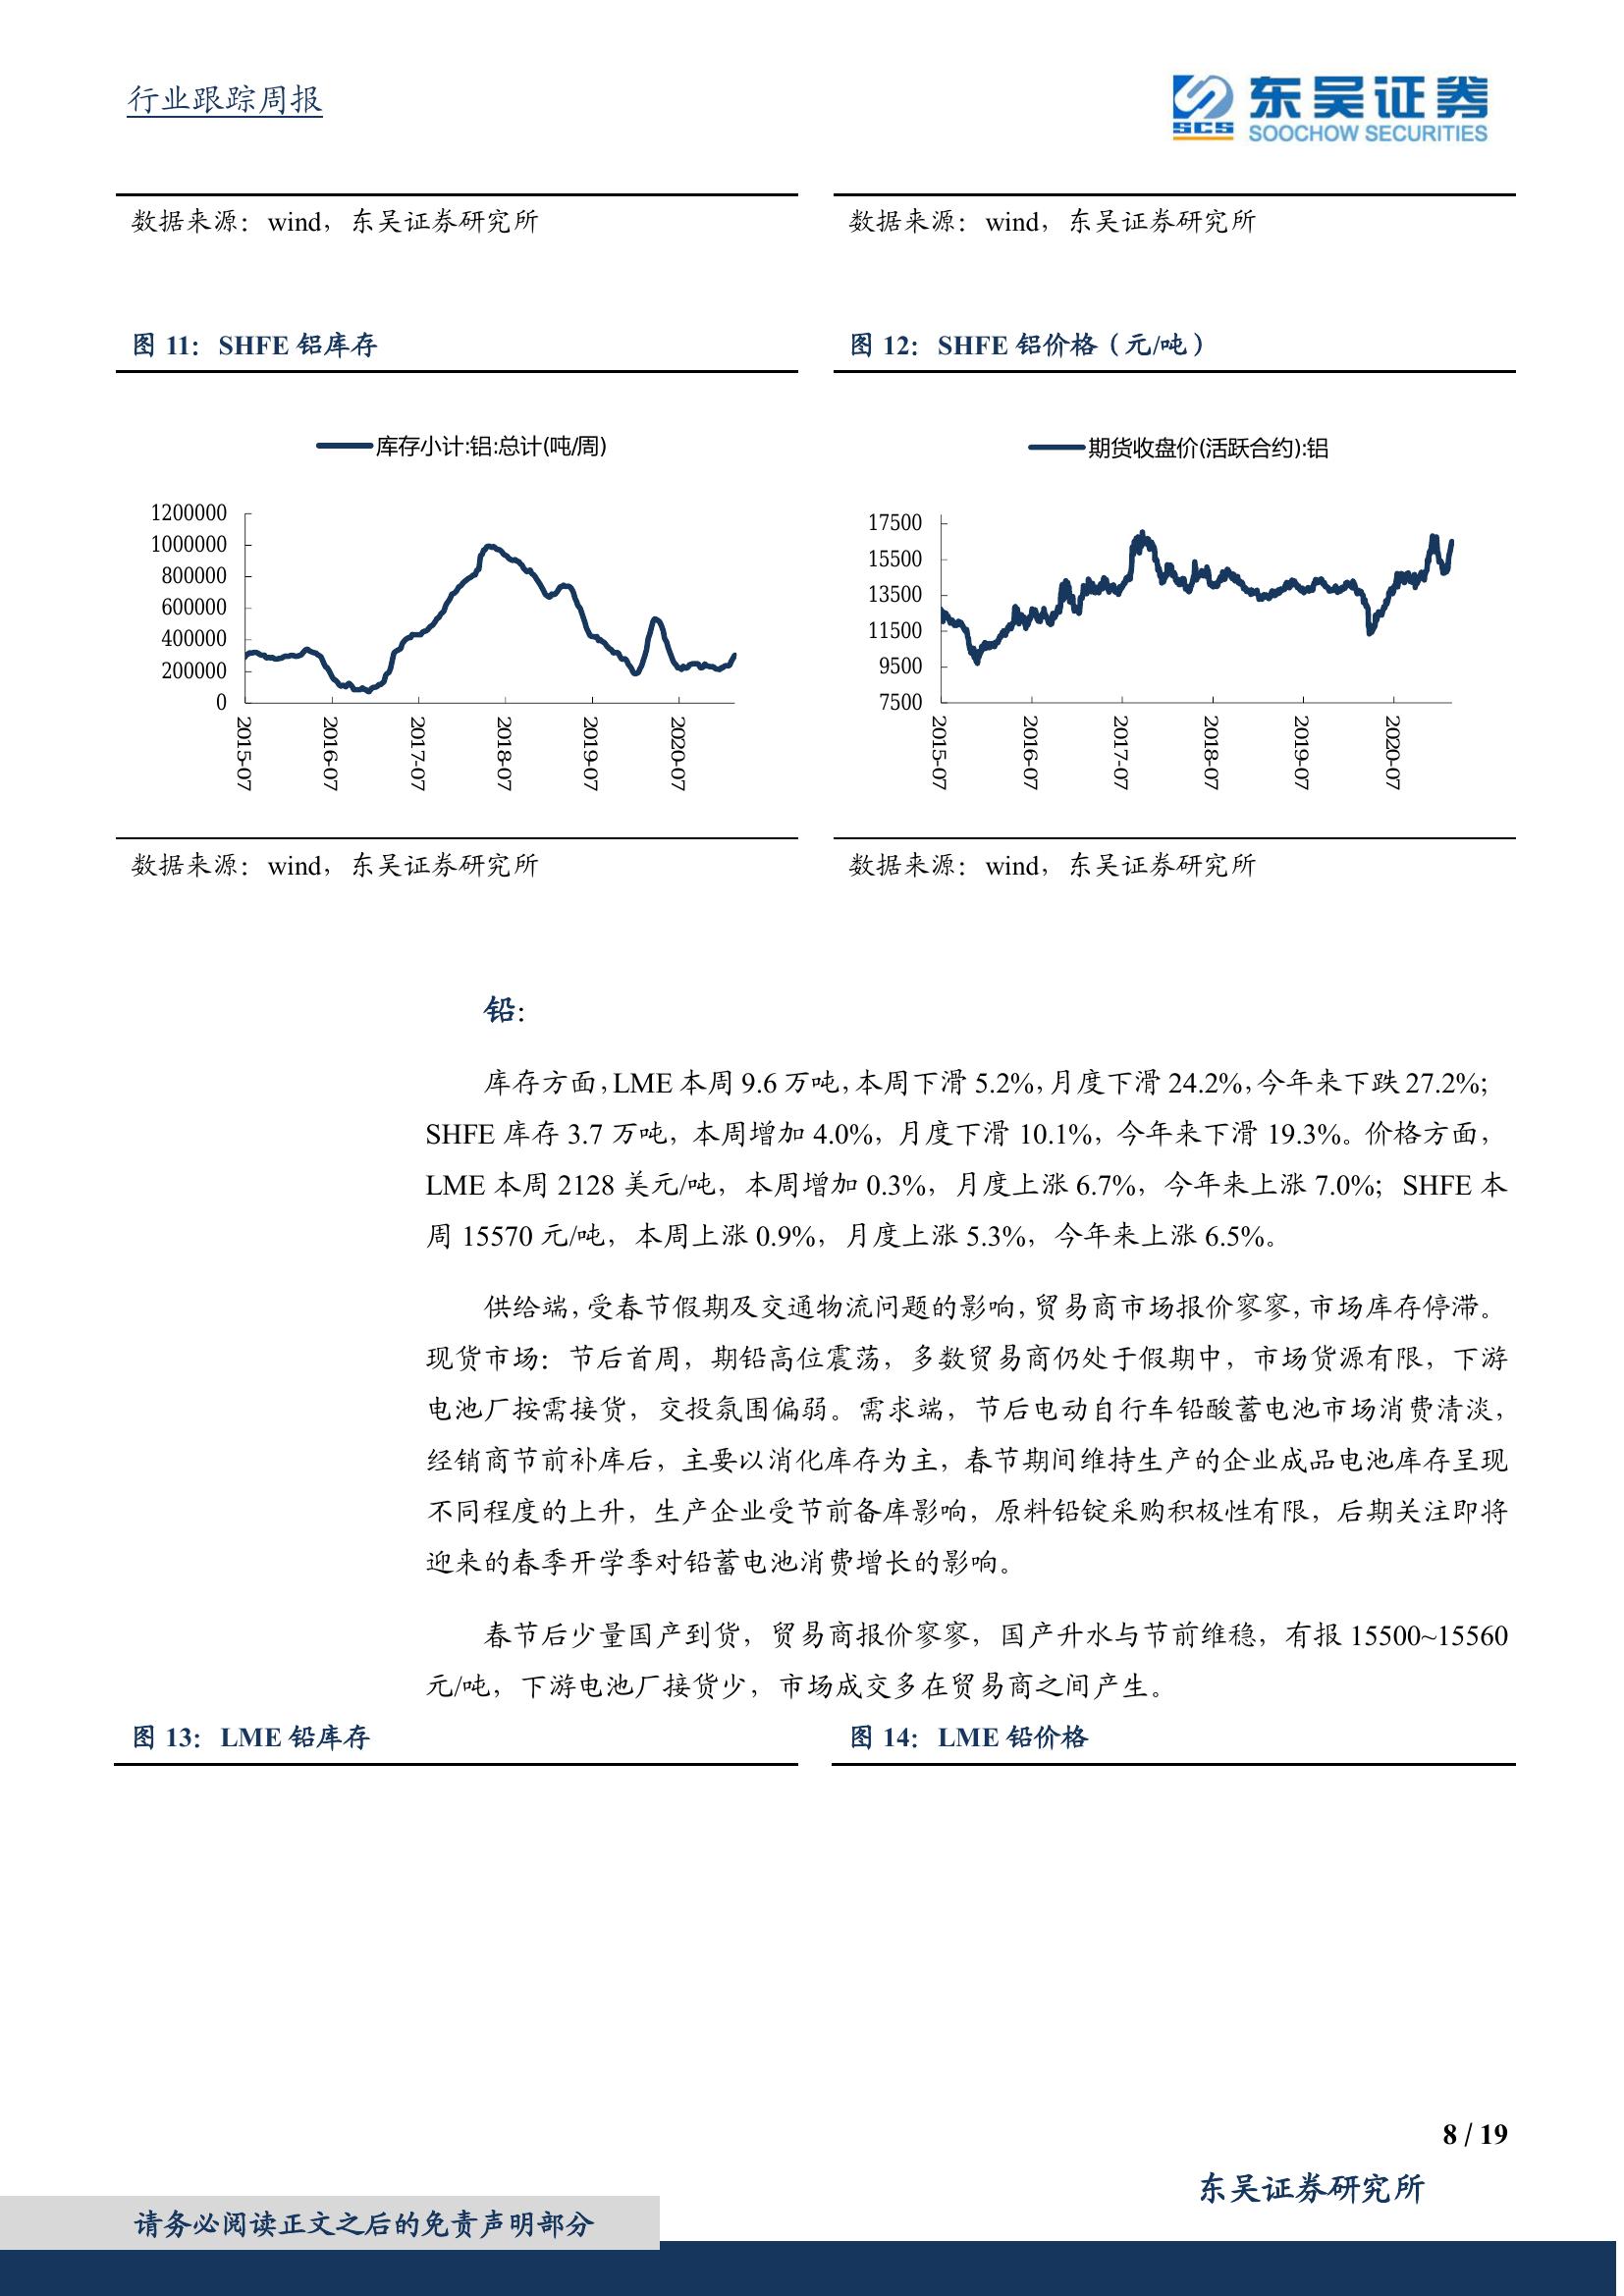 行业跟踪周报
东吴证券
SCS
SOOCHOW SECURITIES
数据来源：wind，东吴证券研究所
数据来源：wind，东吴证券研究所
图 11：SHFE 铝库存
图 12：SHFE 铝价格（元/吨）
库存小计:铝:总计(吨/周)
1200000
1000000
800000
600000
400000
200000
0
2015-07
2016-07
2017-07
2018-07
2019-07
2020-07
期货收盘价(活跃合约):铝
17500
15500
13500
11500
9500
7500
2015-07
2016-07
2017-07
2018-07
2019-07
2020-07
数据来源：wind，东吴证券研究所
数据来源：wind，东吴证券研究所
铅：
库存方面，LME 本周 9.6 万吨，本周下滑 5.2%，月度下滑 24.2%，今年来下跌 27.2%；
SHFE 库存 3.7 万吨，本周增加 4.0%，月度下滑 10.1%，今年来下滑 19.3%。价格方面，
LME 本周 2128 美元/吨，本周增加 0.3%，月度上涨 6.7%，今年来上涨 7.0%；SHFE 本
周 15570 元/吨，本周上涨 0.9%，月度上涨 5.3%，今年来上涨 6.5%。
供给端，受春节假期及交通物流问题的影响，贸易商市场报价寥寥，市场库存停滞。
现货市场：节后首周，期铅高位震荡，多数贸易商仍处于假期中，市场货源有限，下游
电池厂按需接货，交投氛围偏弱。需求端，节后电动自行车铅酸蓄电池市场消费清淡，
经销商节前补库后，主要以消化库存为主，春节期间维持生产的企业成品电池库存呈现
不同程度的上升，生产企业受节前备库影响，原料铅锭采购积极性有限，后期关注即将
迎来的春季开学季对铅蓄电池消费增长的影响。
春节后少量国产到货，贸易商报价寥寥，国产升水与节前维稳，有报 15500~15560
元/吨，下游电池厂接货少，市场成交多在贸易商之间产生。
图 13：LME 铅库存
图 14：LME 铅价格
8 / 19
东吴证券研究所
请务必阅读正文之后的免责声明部分